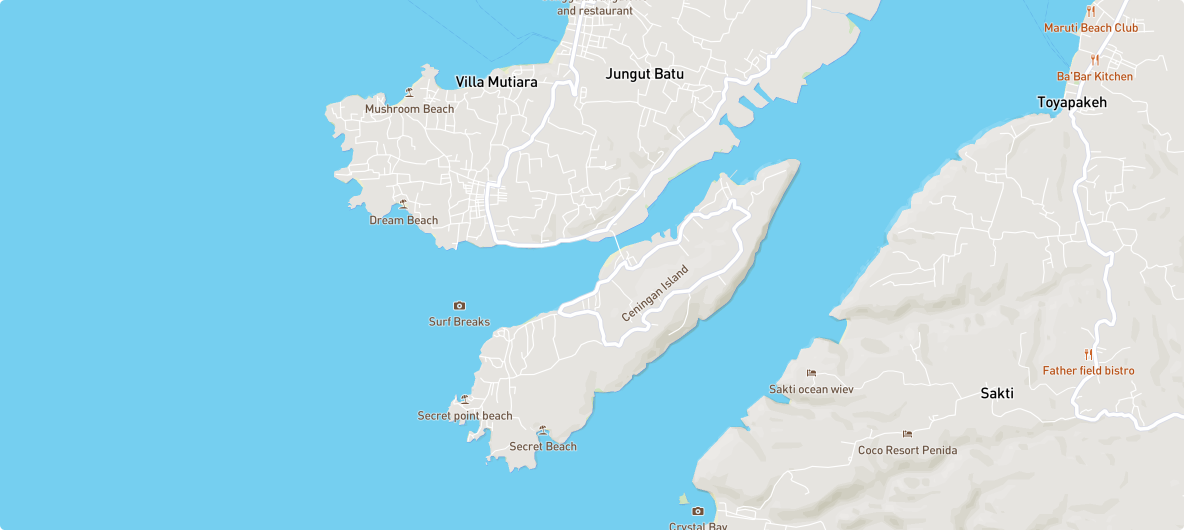 and restaurant
Maruti Beach Club
Jungut Batu
Ba'Bar Kitchen
Villa Mutiara
Toyapakeh
Mushroom Beach
Dream Beach
Ceningan Island
Surf Breaks
Father field bistro
Sakti ocean wiev
Sakti
Secret point beach
Secret Beach
Coco Resort Penida
Crystal Bay